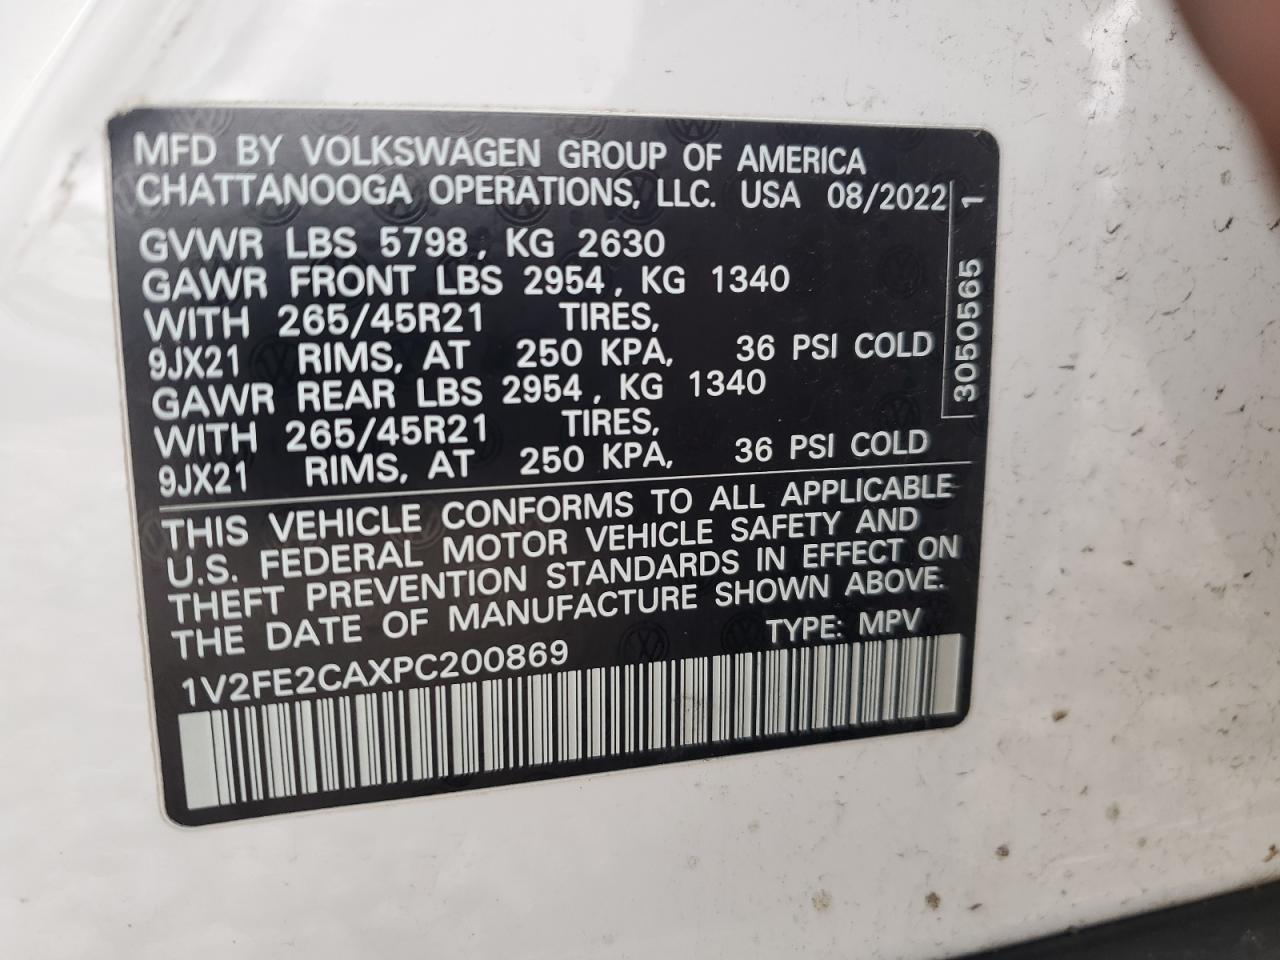 MFD BY VOLKSWAGEN GROUP OF AMERICA
CHATTANOOGA OPERATIONS, LLC. USA 08/2022
GVWR LBS 5798, KG 2630
GAWR FRONT LBS 2954, KG 1340
WITH 265/45R21 TIRES,
9JX21 RIMS, AT 250 KPA, 36 PSI COLD
GAWR REAR LBS 2954, KG 1340
WITH 265/45R21 TIRES,
9JX21 RIMS, AT 250 KPA, 36 PSI COLD
3050565 1
THIS VEHICLE CONFORMS TO ALL APPLICABLE
U.S. FEDERAL MOTOR VEHICLE SAFETY AND
THEFT PREVENTION STANDARDS IN EFFECT ON
THE DATE OF MANUFACTURE SHOWN ABOVE.
TYPE: MPV
1V2FE2CAXPC200869